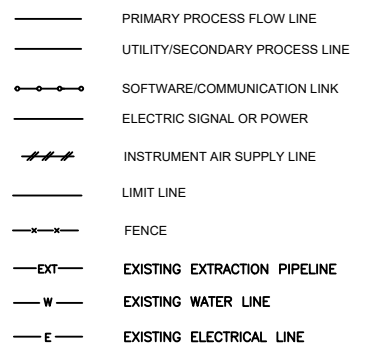 PRIMARY PROCESS FLOW LINE
UTILITY/SECONDARY PROCESS LINE
SOFTWARE/COMMUNICATION LINK
ELECTRIC SIGNAL OR POWER
INSTRUMENT AIR SUPPLY LINE
LIMIT LINE
x x FENCE
EXT EXISTING EXTRACTION PIPELINE
W EXISTING WATER LINE
E EXISTING ELECTRICAL LINE